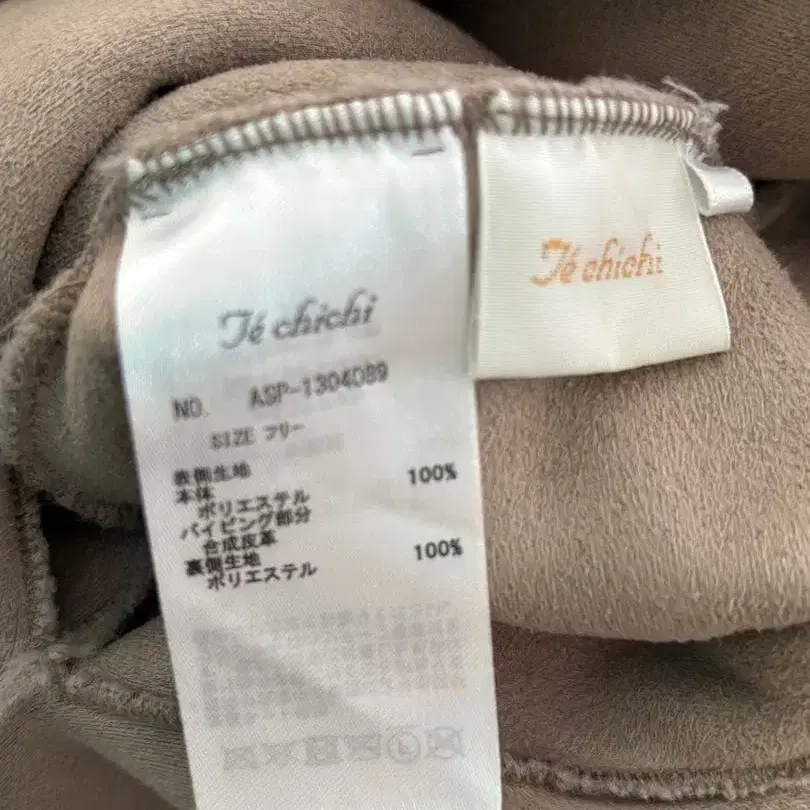 Té chichi
Té chichi
NO. ASP-1304089
SIZE フリー
表側生地
本体
ポリエステル 100%
パイピング部分
合成皮革
裏側生地
ポリエステル 100%